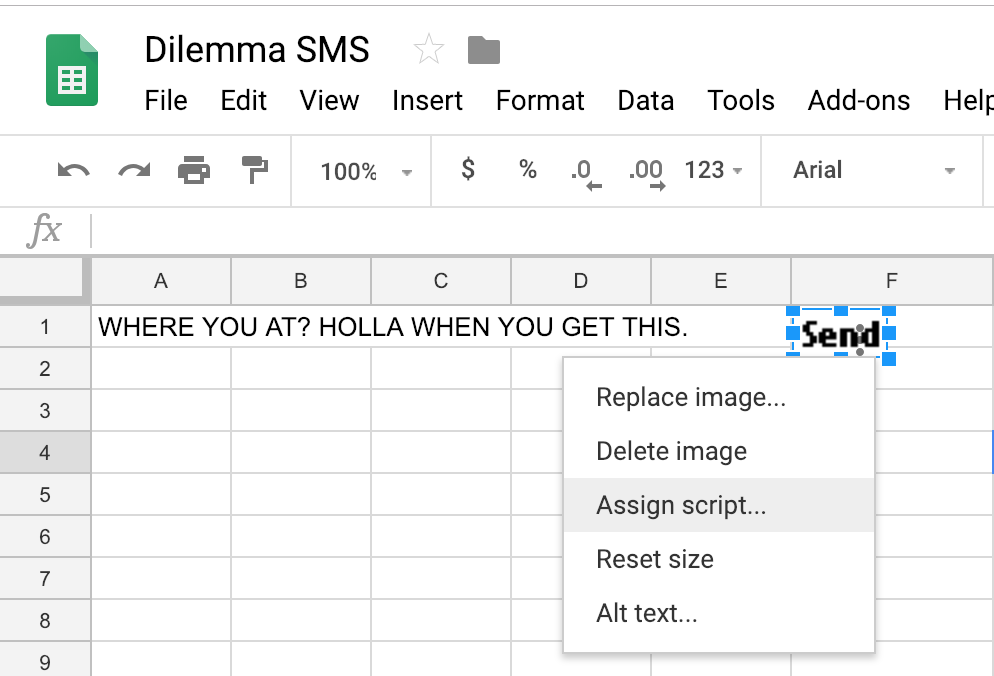 Dilemma SMS
File Edit View Insert Format Data Tools Add-ons Help
100% $ % .0 .00 123 Arial
fx
A B C D E F
1 WHERE YOU AT? HOLLA WHEN YOU GET THIS. Send
2
Replace image...
3
Delete image
4
Assign script...
5
Reset size
6
7
Alt text...
8
9